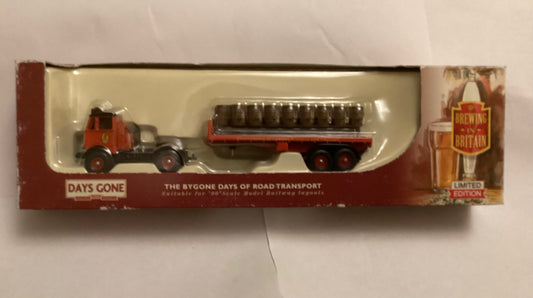 DAYS GONE
THE BYGONE DAYS OF ROAD TRANSPORT
Suitable for "00" Scale Model Railway layouts
BREWING
IN
BRITAIN
LIMITED
EDITION